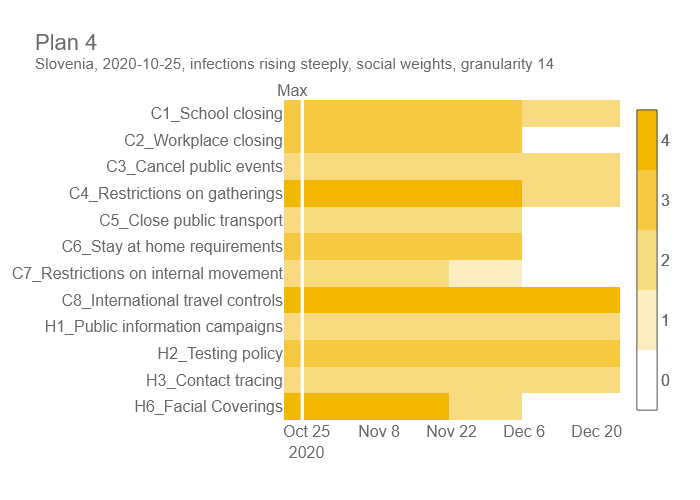 Plan 4
Slovenia, 2020-10-25, infections rising steeply, social weights, granularity 14
Max
C1_School closing
C2_Workplace closing
C3_Cancel public events
C4_Restrictions on gatherings
C5_Close public transport
C6_Stay at home requirements
C7_Restrictions on internal movement
C8_International travel controls
H1_Public information campaigns
H2_Testing policy
H3_Contact tracing
H6_Facial Coverings
Oct 25 Nov 8 Nov 22 Dec 6 Dec 20
2020
4
3
2
1
0